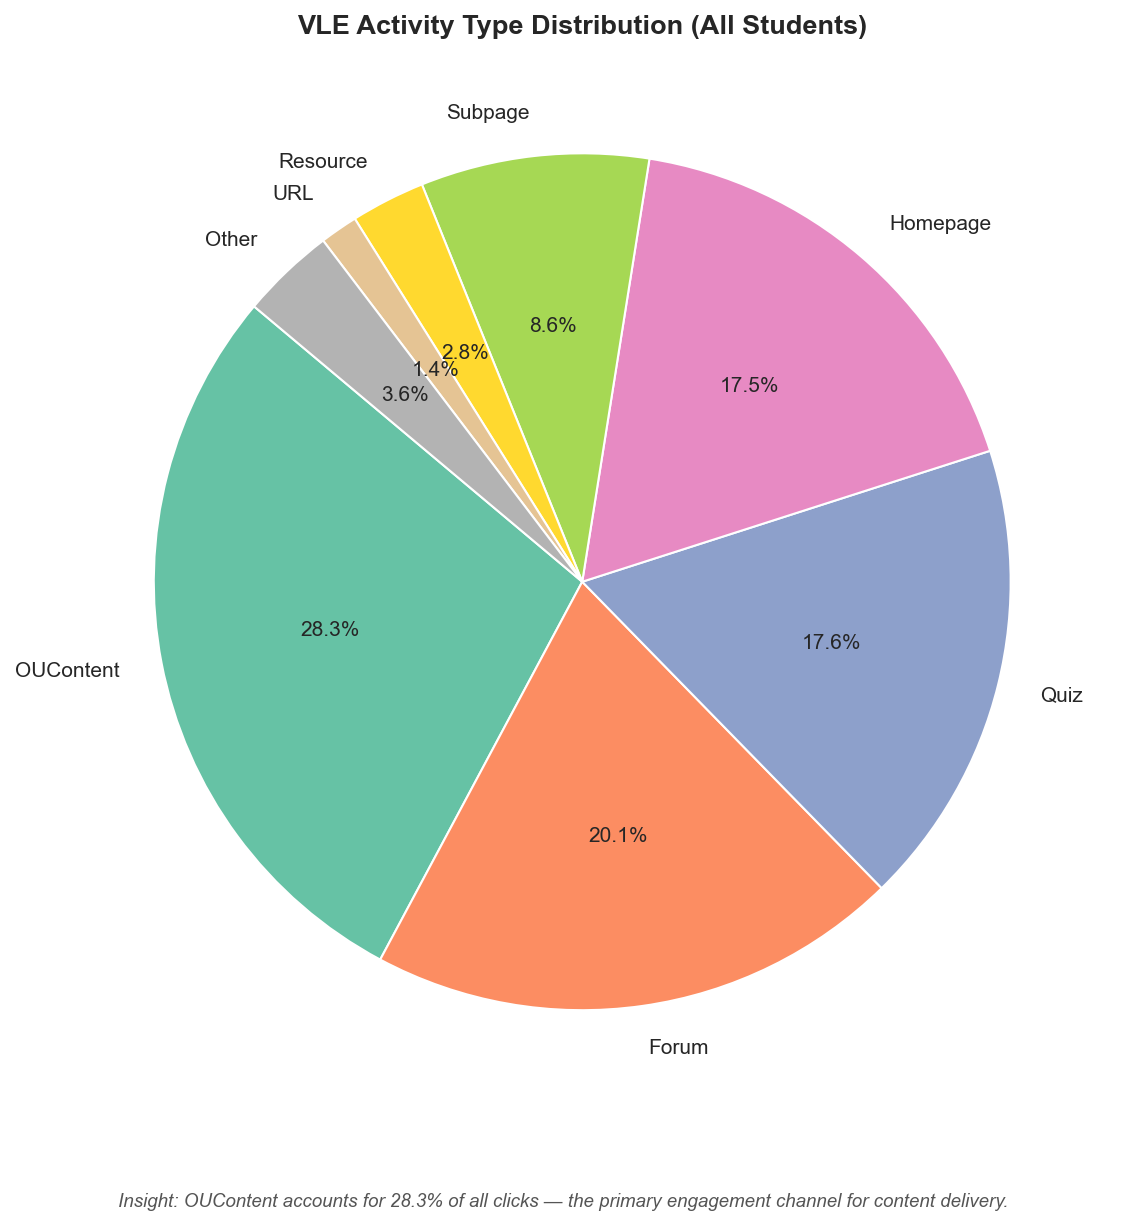 VLE Activity Type Distribution (All Students)
Subpage
Resource
URL
Other
Homepage
8.6%
2.8%
1.4%
3.6%
17.5%
28.3%
17.6%
OUContent
Quiz
20.1%
Forum
Insight: OUContent accounts for 28.3% of all clicks — the primary engagement channel for content delivery.